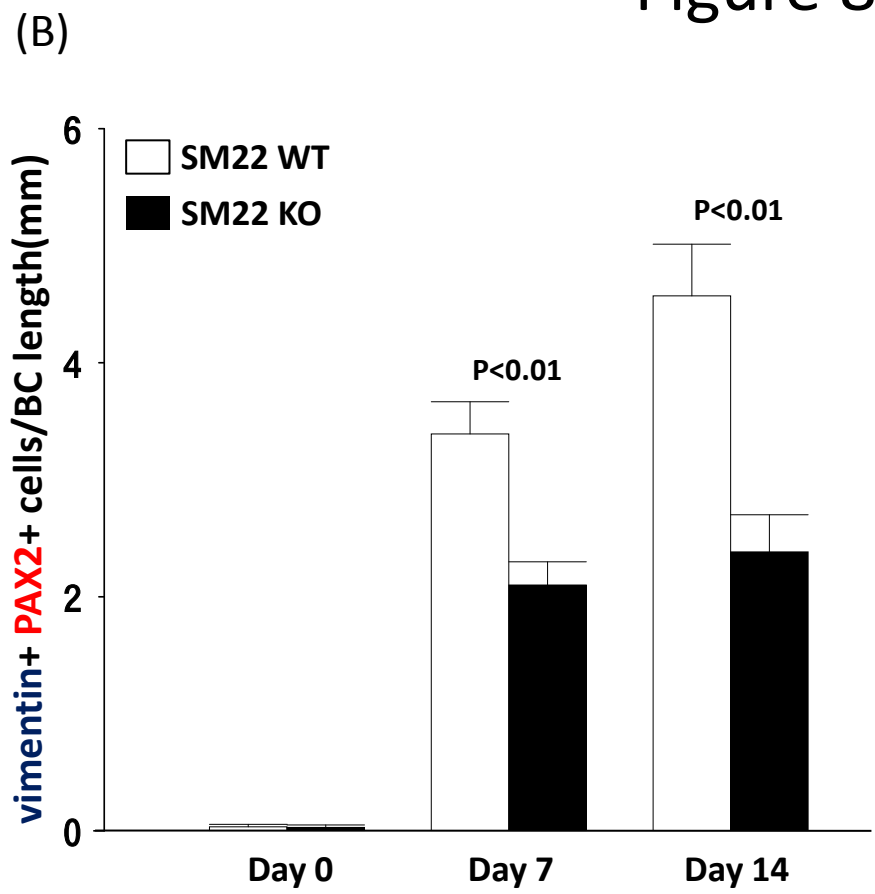 Figure 8
(B)
6
SM22 WT
SM22 KO
P<0.01
4
P<0.01
2
0
vimentin+ PAX2+ cells/BC length(mm)
Day 0 Day 7 Day 14